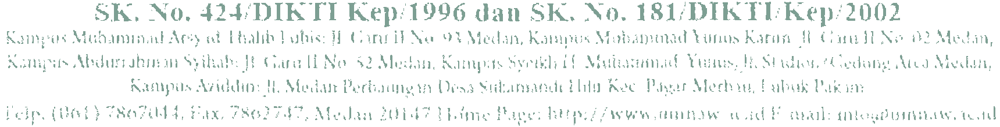 SK. No. 424/DIKTI Kep/1996 dan SK. No. 181/DIKTI/Kep/2002
Kampus Muhammad Arsyad Thalib Lubis: Jl. Garu II No. 93 Medan, Kampus Muhammad Yunus Karim: Jl. Garu II No. 02 Medan,
Kampus Abdurrahman Syihab: Jl. Garu II No. 52 Medan, Kampus Syeikh H. Muhammad Yunus, Jl. Stadion/Gedung Arca Medan,
Kampus Aziddin: Jl. Medan Perbaungan Desa Sukamandi Hilir Kec. Pagar Merbau, Lubuk Pakam
Telp. (061) 7867044, Fax. 7862747, Medan 20147 Home Page: http://www.umnaw.ac.id E-mail: info@umnaw.ac.id